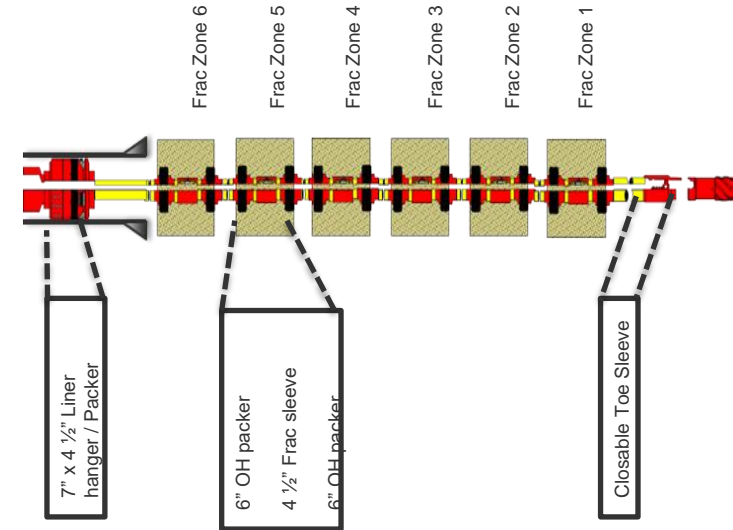 Frac Zone 6
Frac Zone 5
Frac Zone 4
Frac Zone 3
Frac Zone 2
Frac Zone 1
7” x 4 ½” Liner
hanger / Packer
6” OH packer
4 ½” Frac sleeve
6” OH packer
Closable Toe Sleeve